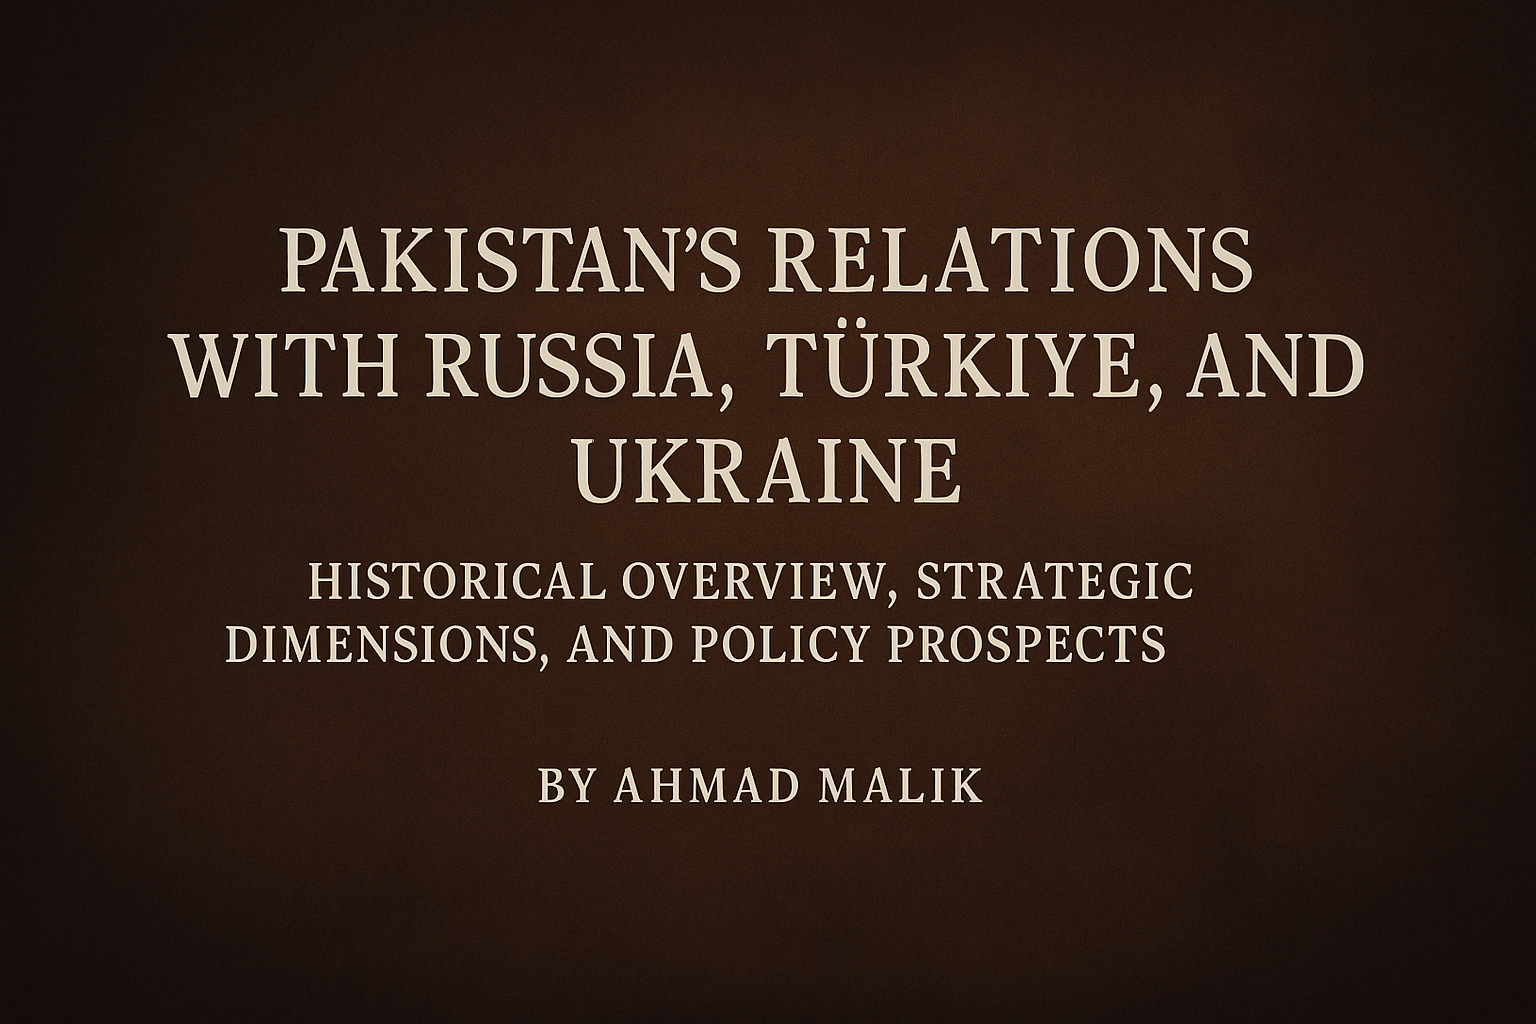 PAKISTAN’S RELATIONS
WITH RUSSIA, TÜRKIYE, AND
UKRAINE
HISTORICAL OVERVIEW, STRATEGIC
DIMENSIONS, AND POLICY PROSPECTS
BY AHMAD MALIK